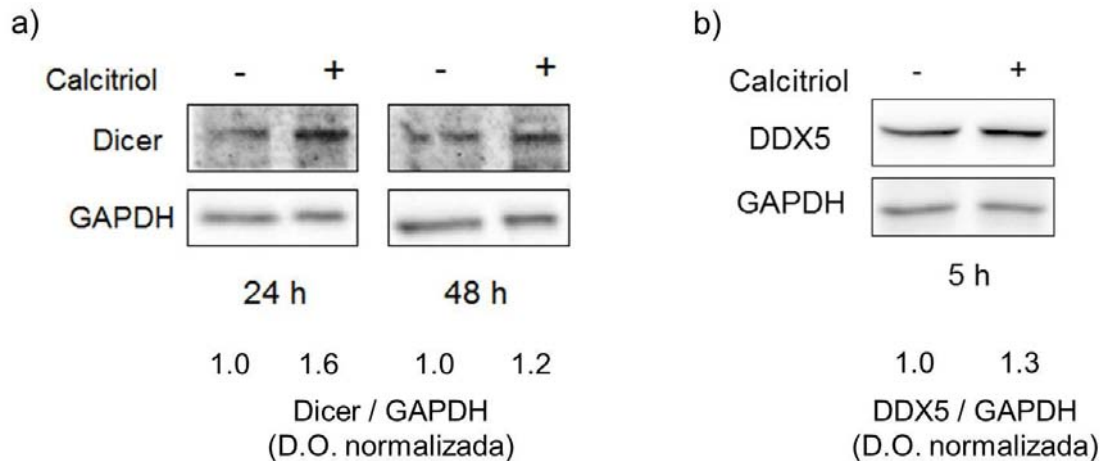 a)
Calcitriol - + - +
Dicer
GAPDH
24 h 48 h
1.0 1.6 1.0 1.2
Dicer / GAPDH
(D.O. normalizada)
b)
Calcitriol - +
DDX5
GAPDH
5 h
1.0 1.3
DDX5 / GAPDH
(D.O. normalizada)